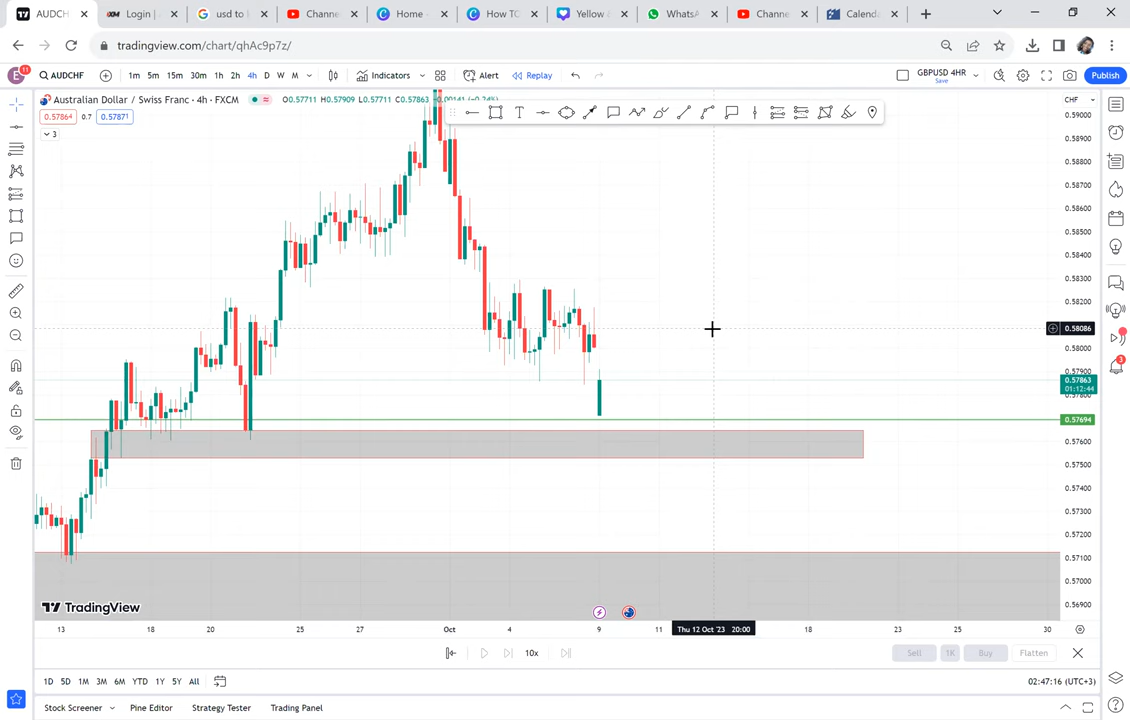 AUDCHF
Login |
usd to
Channe
Home -
How TO
Yellow &
WhatsA
Channe
Calenda
tradingview.com/chart/qhAc9p7z/
E 11 AUDCHF 1m 5m 15m 30m 1h 2h 4h D W M Indicators Alert Replay GBPUSD 4HR Save Publish
Australian Dollar / Swiss Franc · 4h · FXCM O0.57711 H0.57909 L0.57711 C0.57863 CHF
0.57864 0.7 0.57871
3
0.59000
0.58900
0.58800
0.58700
0.58600
0.58500
0.58400
0.58300
0.58200
0.58086
0.58000
0.57900
0.57863
01:12:44
0.57694
0.57600
0.57500
0.57400
0.57300
0.57200
0.57100
0.57000
0.56900
3
TradingView
13 18 20 25 27 Oct 4 9 11 Thu 12 Oct '23 20:00 18 23 25 30
10x Sell 1K Buy Flatten
1D 5D 1M 3M 6M YTD 1Y 5Y All 02:47:16 (UTC+3)
Stock Screener Pine Editor Strategy Tester Trading Panel